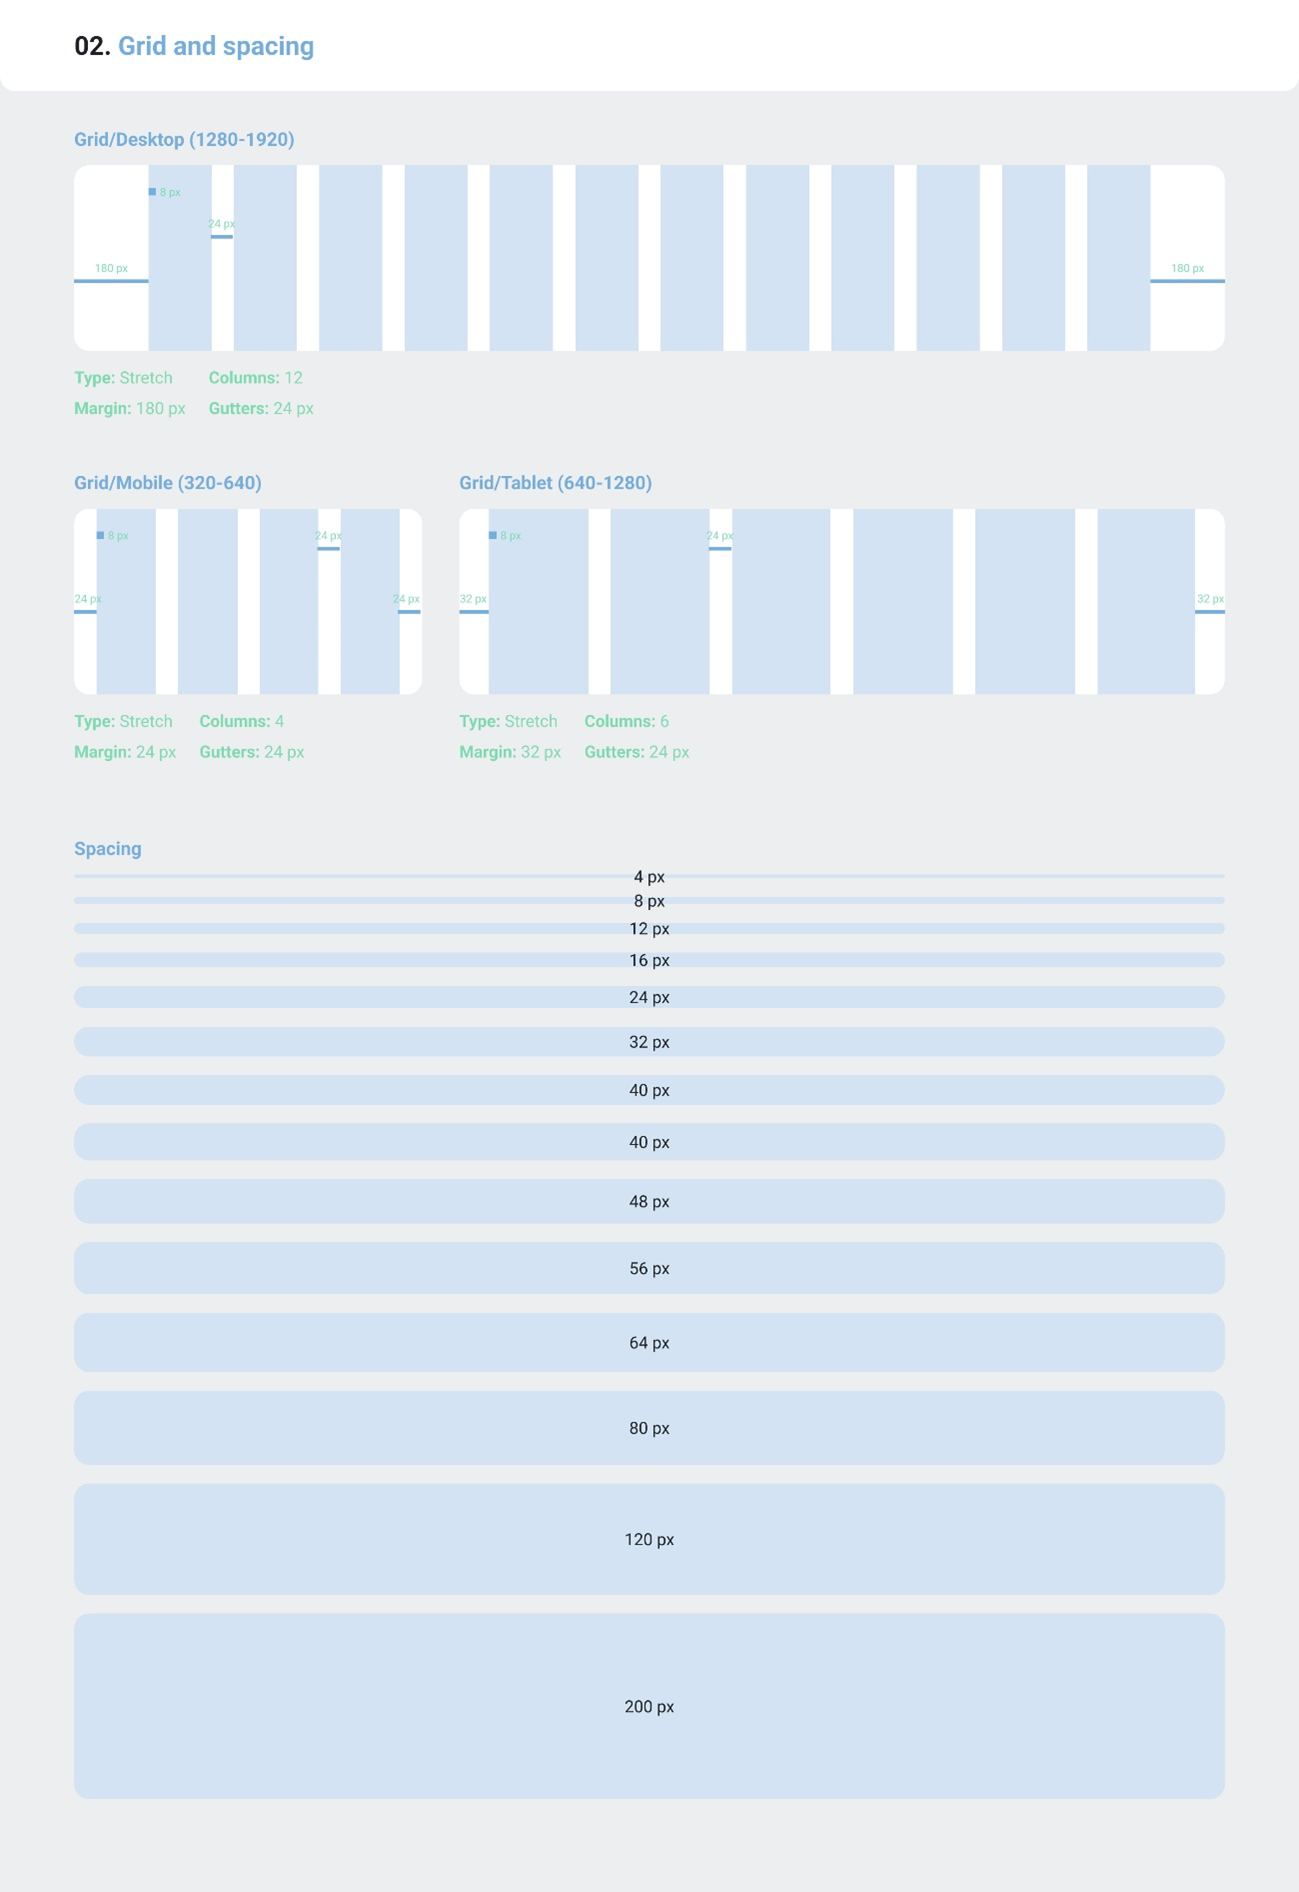 02. Grid and spacing
Grid/Desktop (1280-1920)
8 px
24 px
180 px
180 px
Type: Stretch Columns: 12
Margin: 180 px Gutters: 24 px
Grid/Mobile (320-640)
8 px
24 px
24 px
24 px
Type: Stretch Columns: 4
Margin: 24 px Gutters: 24 px
Grid/Tablet (640-1280)
8 px
24 px
32 px
32 px
Type: Stretch Columns: 6
Margin: 32 px Gutters: 24 px
Spacing
4 px
8 px
12 px
16 px
24 px
32 px
40 px
40 px
48 px
56 px
64 px
80 px
120 px
200 px